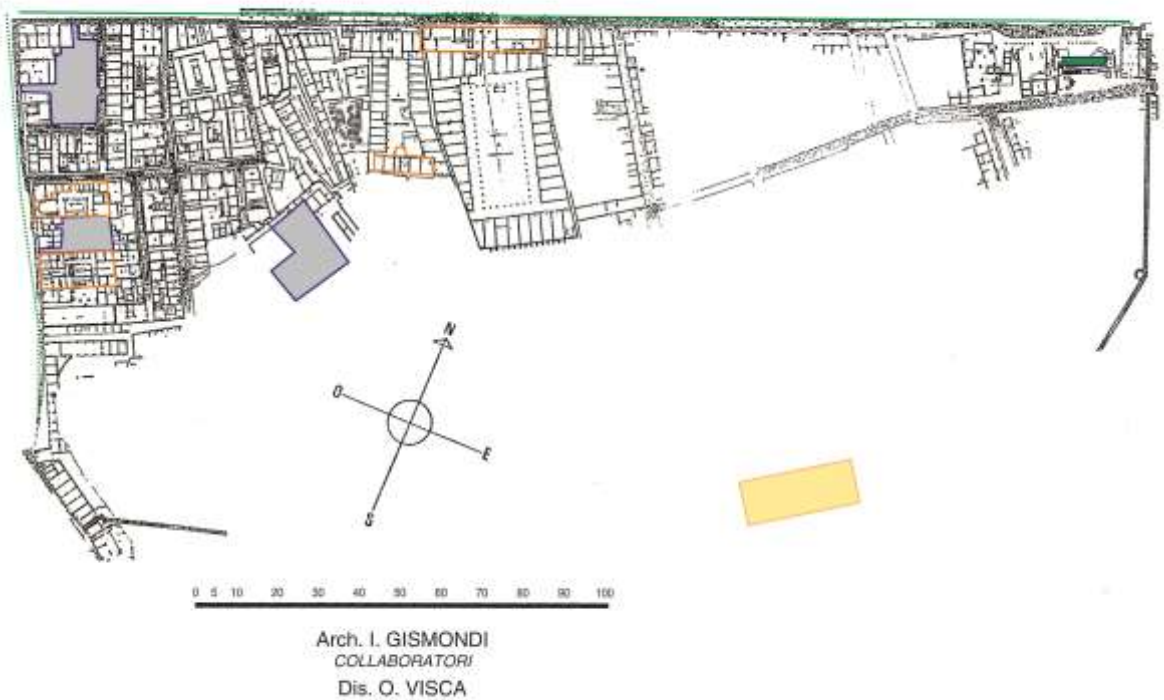 N
O
E
S
0 5 10 20 30 40 50 60 70 80 90 100
Arch. I. GISMONDI
COLLABORATORI
Dis. O. VISCA